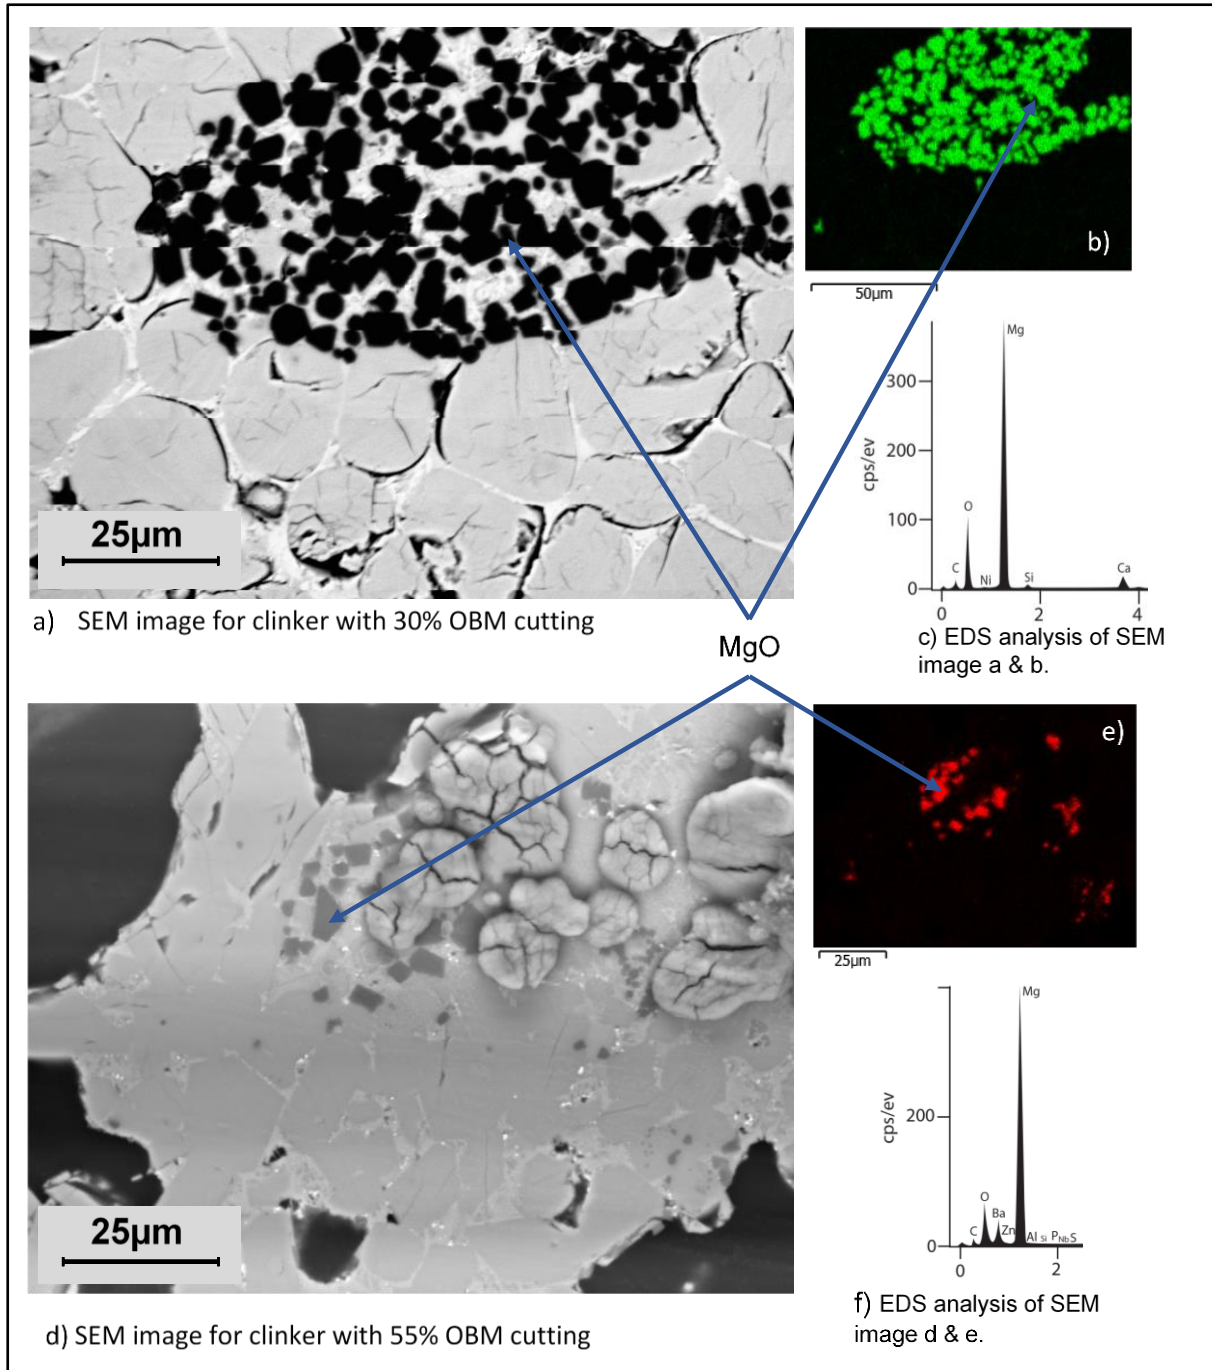 b)
50µm
Mg
300
200
cps/ev
100
O
C
Ni
Si
Ca
0
0
2
4
25µm
a) SEM image for clinker with 30% OBM cutting
c) EDS analysis of SEM
image a & b.
MgO
e)
25µm
Mg
cps/ev
200
O
Ba
C
Zn
Al Si P Nb S
0
0
2
25µm
f) EDS analysis of SEM
image d & e.
d) SEM image for clinker with 55% OBM cutting